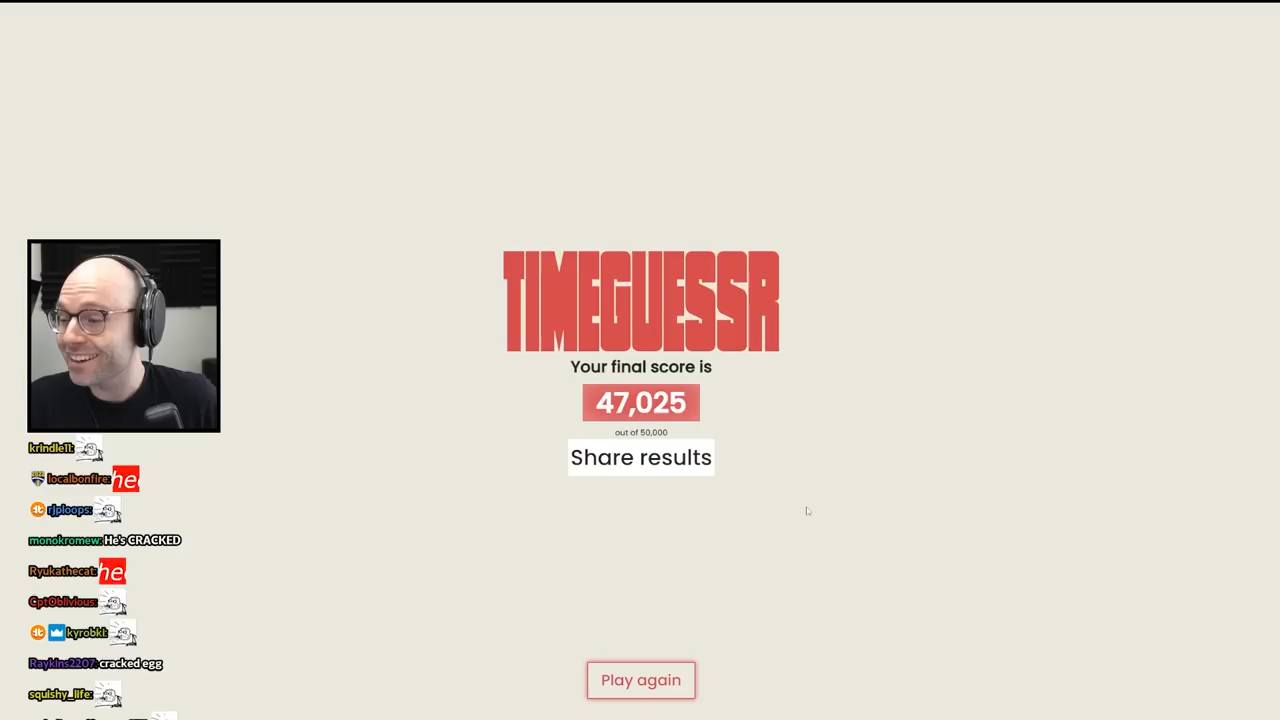 TIMEGUESSR
Your final score is
47,025
out of 50,000
Share results
krindle11:
localbonfire: he
rjploops:
monokromew: He's CRACKED
Ryukathecat: he
CptOblivious:
kyrobki:
Raykins2207: cracked egg
squishy_life:
Play again